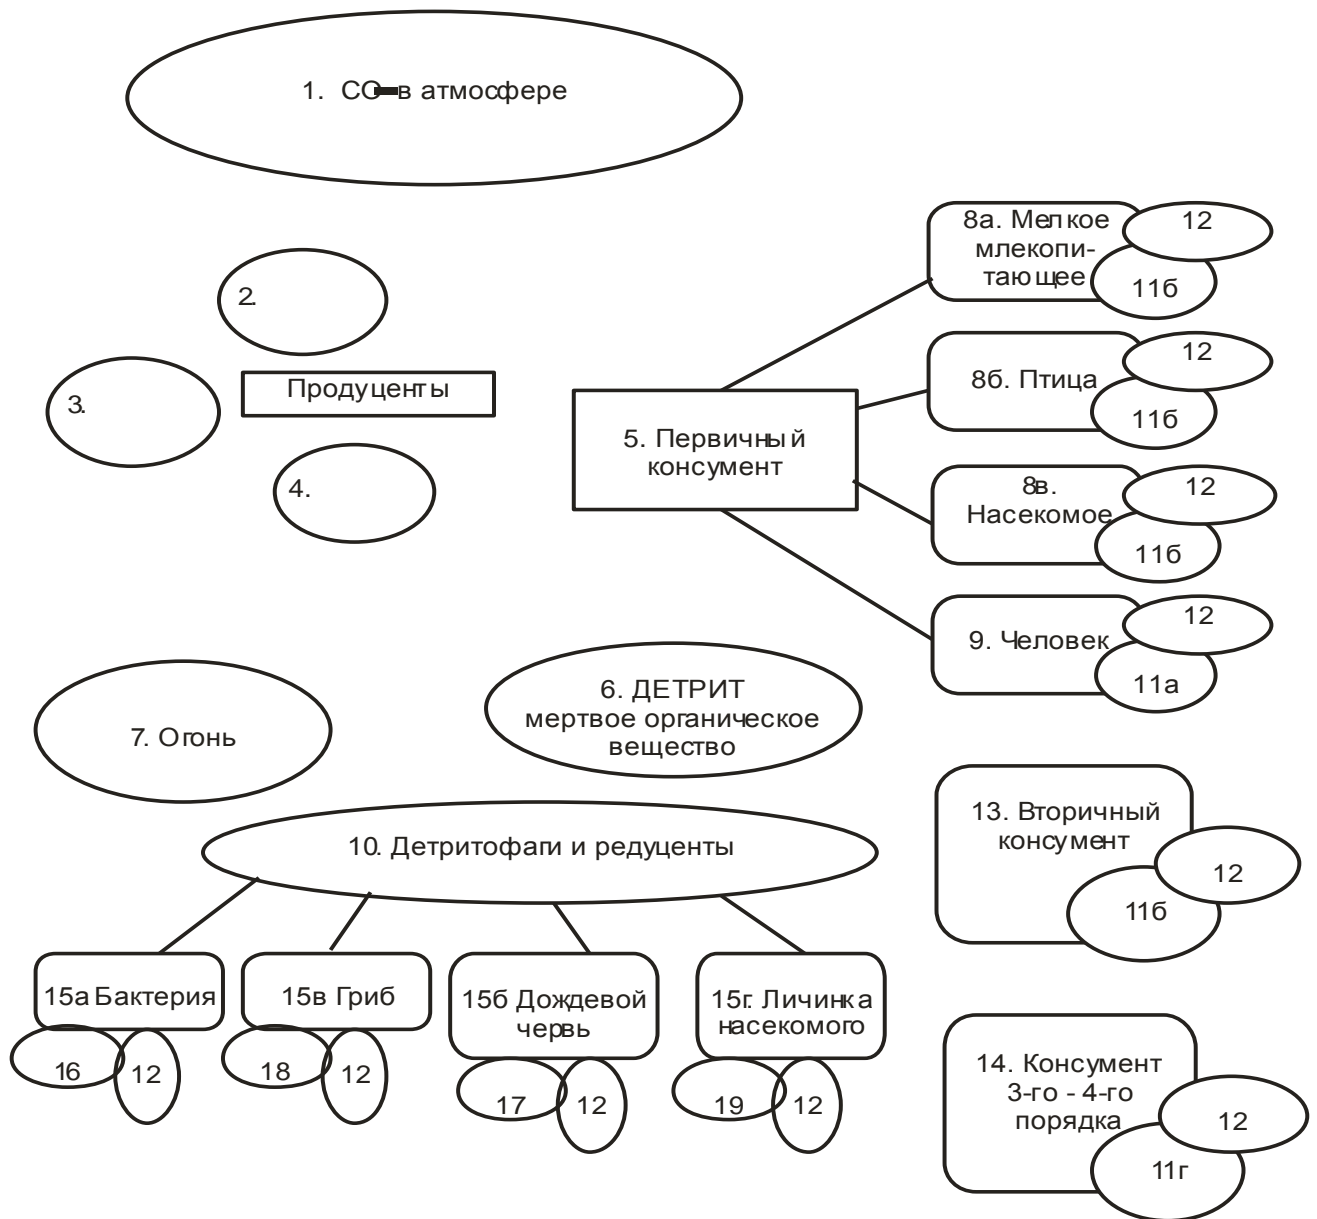 1. СО в атмосфере
2.
3.
Продуценты
4.
5. Первичный
консумент
8а. Мелкое
млекопи-
тающее
12
11б
8б. Птица
12
11б
8в.
Насекомое
12
11б
9. Человек
12
11а
6. ДЕТРИТ
мертвое органическое
вещество
7. Огонь
10. Детритофаги и редуценты
13. Вторичный
консумент
12
11б
15а Бактерия
16
12
15в Гриб
18
12
15б Дождевой
червь
17
12
15г. Личинка
насекомого
19
12
14. Консумент
3-го - 4-го
порядка
12
11г